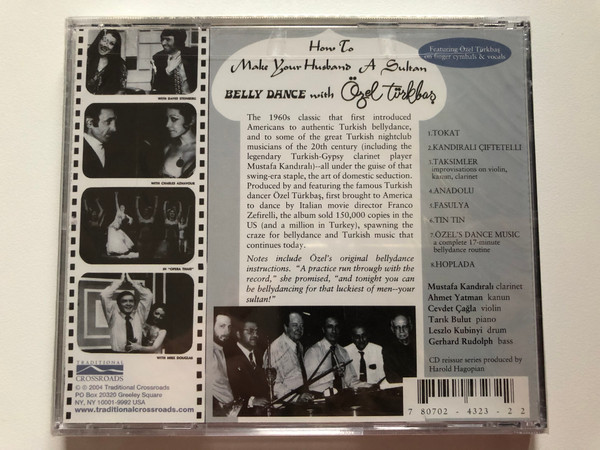 How To
Make Your Husband A Sultan
BELLY DANCE with Özel Türkbaş
Featuring Özel Türkbaş
on finger cymbals & vocals
WITH DAVID STEINBERG
WITH CHARLES AZNAVOUR
IN "OPERA THAIS"
WITH MIKE DOUGLAS
The 1960s classic that first introduced
Americans to authentic Turkish bellydance,
and to some of the great Turkish nightclub
musicians of the 20th century (including the
legendary Turkish-Gypsy clarinet player
Mustafa Kandıralı)--all under the guise of that
swing-era staple, the art of domestic seduction.
Produced by and featuring the famous Turkish
dancer Özel Türkbaş, first brought to America
to dance by Italian movie director Franco
Zefirelli, the album sold 150,000 copies in the
US (and a million in Turkey), spawning the
craze for bellydance and Turkish music that
continues today.
Notes include Özel's original bellydance
instructions. "A practice run through with the
record," she promised, "and tonight you can
be bellydancing for that luckiest of men--your
sultan!"
1.TOKAT
2.KANDIRALI ÇIFTETELLI
3.TAKSIMLER
improvisations on violin,
kanun, clarinet
4.ANADOLU
5.FASULYA
6.TIN TIN
7.ÖZEL'S DANCE MUSIC
a complete 17-minute
bellydance routine
8.HOPLADA
Mustafa Kandıralı clarinet
Ahmet Yatman kanun
Cevdet Çağla violin
Tarık Bulut piano
Leszlo Kubinyi drum
Gerhard Rudolph bass
CD reissue series produced by
Harold Hagopian
TRADITIONAL
CROSSROADS
℗ © 2004 Traditional Crossroads
PO Box 20320 Greeley Square
NY, NY 10001-9992 USA
www.traditionalcrossroads.com
7 80702 - 4323 - 2 2